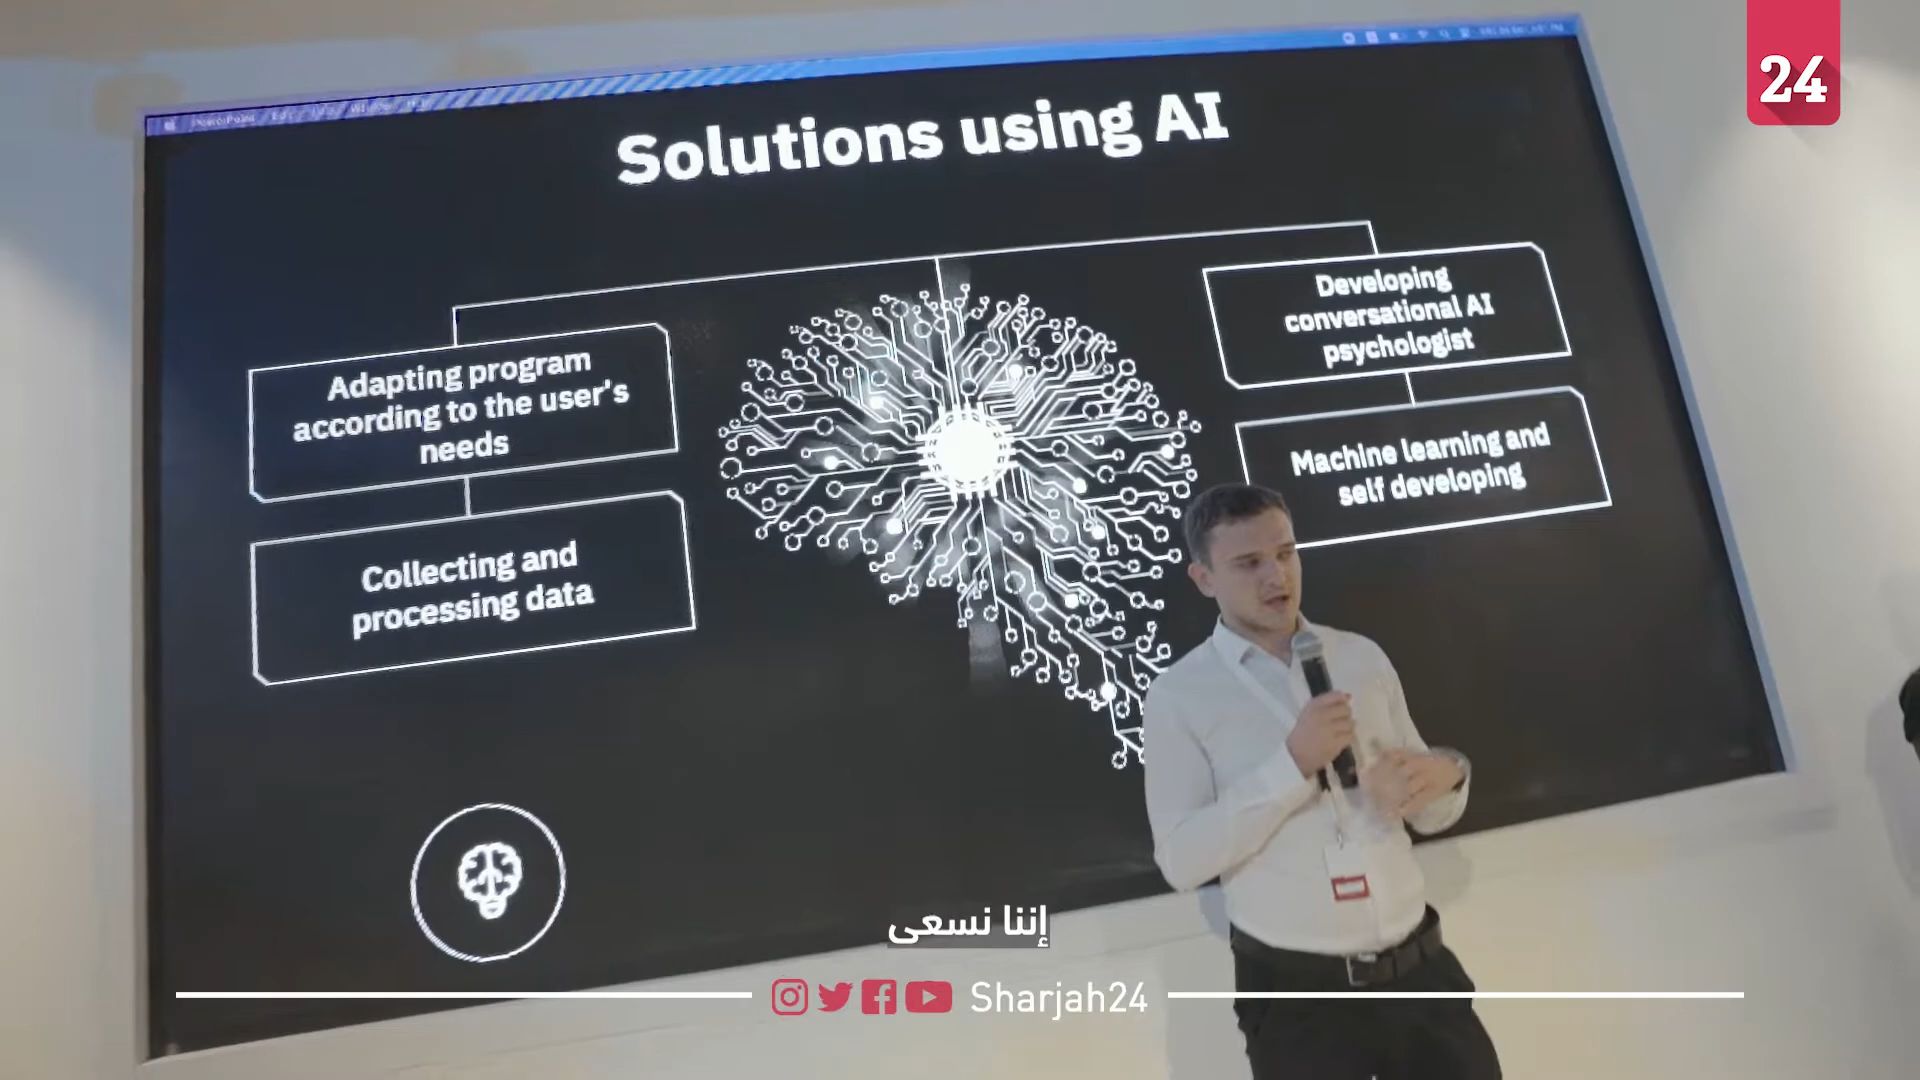 24
Solutions using AI
Adapting program
according to the user's
needs
Collecting and
processing data
Developing
conversational AI
psychologist
Machine learning and
self developing
إننا نسعى
Sharjah24